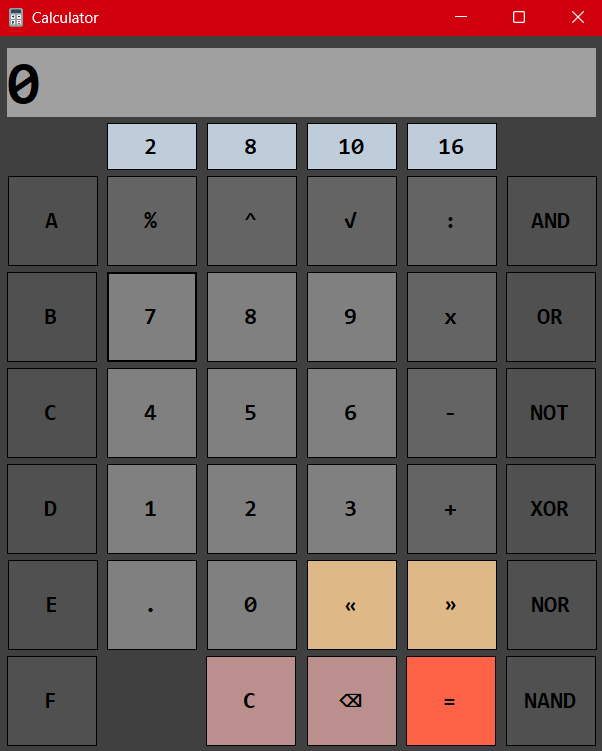 Calculator
0
2 8 10 16
A % ^ √ : AND
B 7 8 9 x OR
C 4 5 6 - NOT
D 1 2 3 + XOR
E . 0 « » NOR
F C ⌫ = NAND